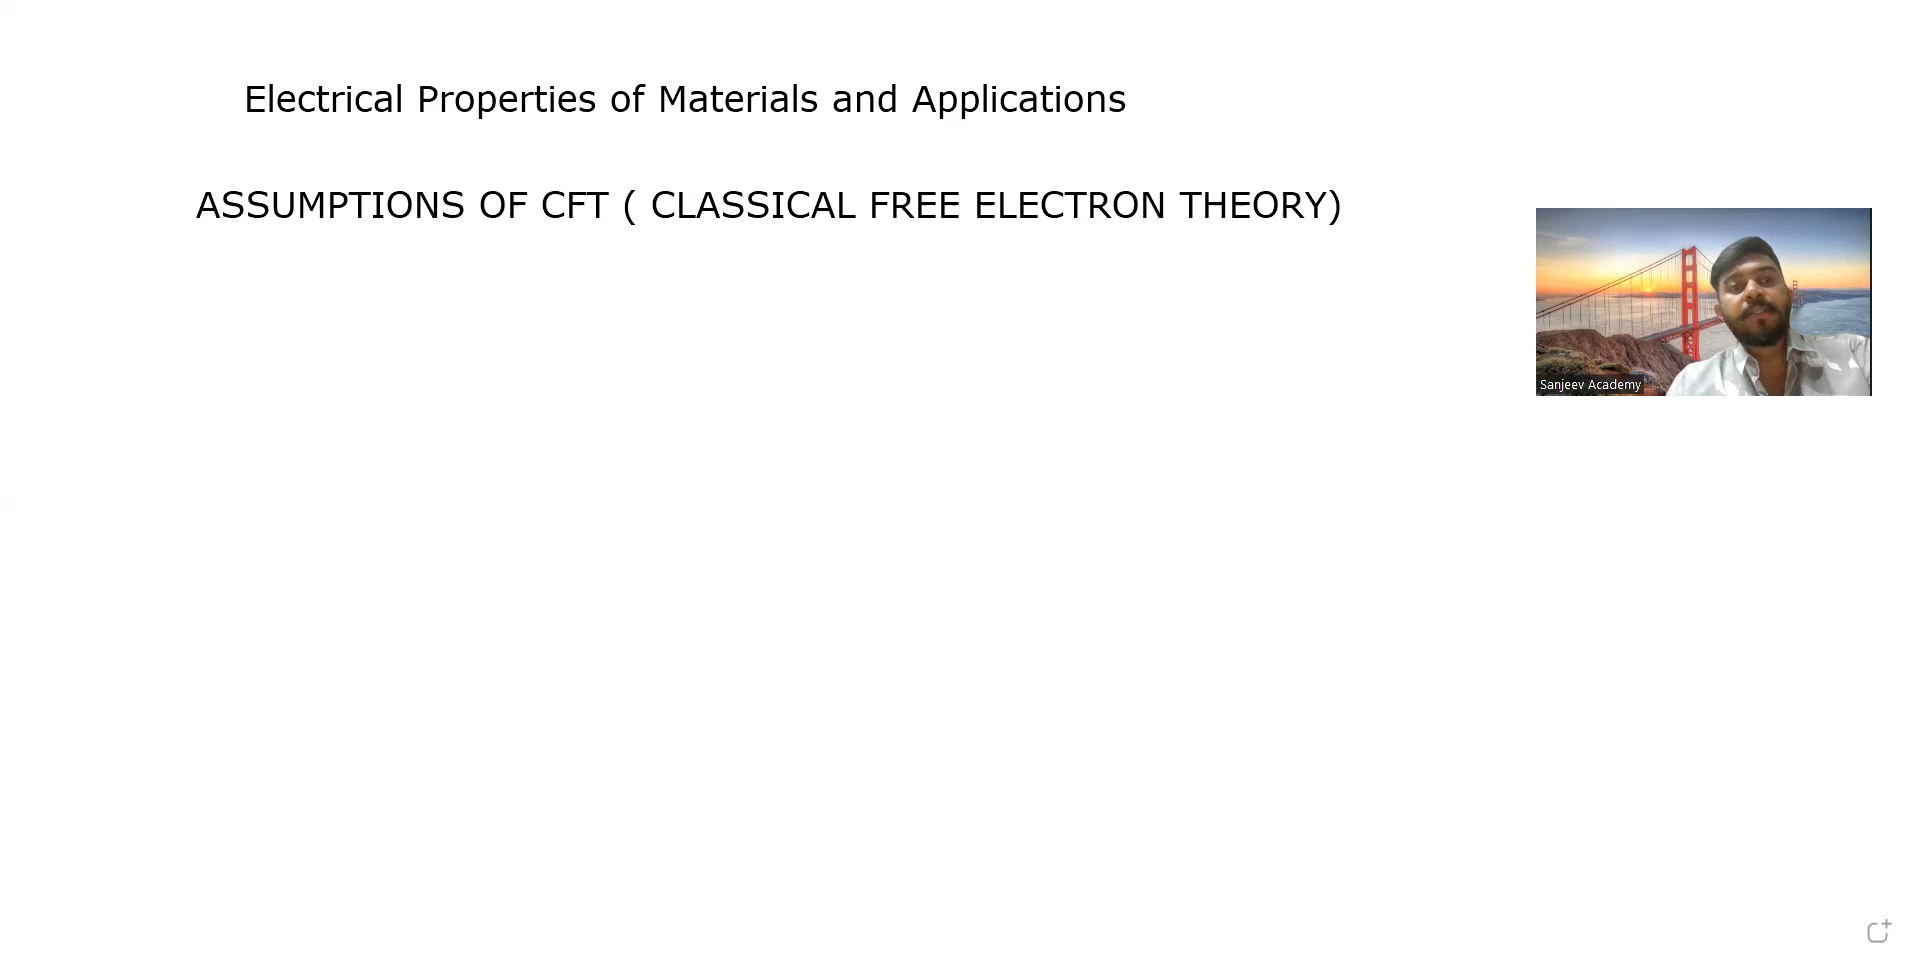 Electrical Properties of Materials and Applications
ASSUMPTIONS OF CFT ( CLASSICAL FREE ELECTRON THEORY)
Sanjeev Academy